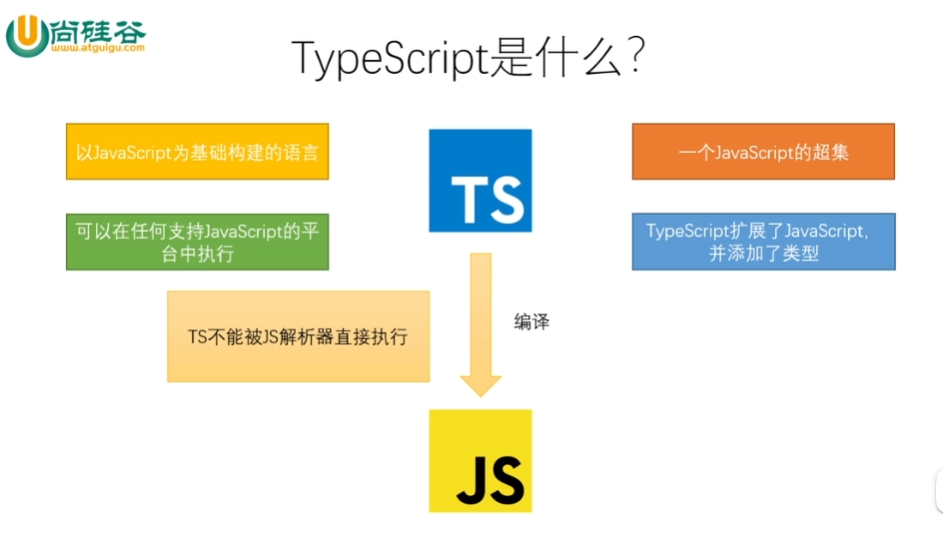 尚硅谷
www.atguigu.com
TypeScript是什么?
以JavaScript为基础构建的语言
TS
一个JavaScript的超集
可以在任何支持JavaScript的平
台中执行
TypeScript扩展了JavaScript,
并添加了类型
TS不能被JS解析器直接执行
编译
JS